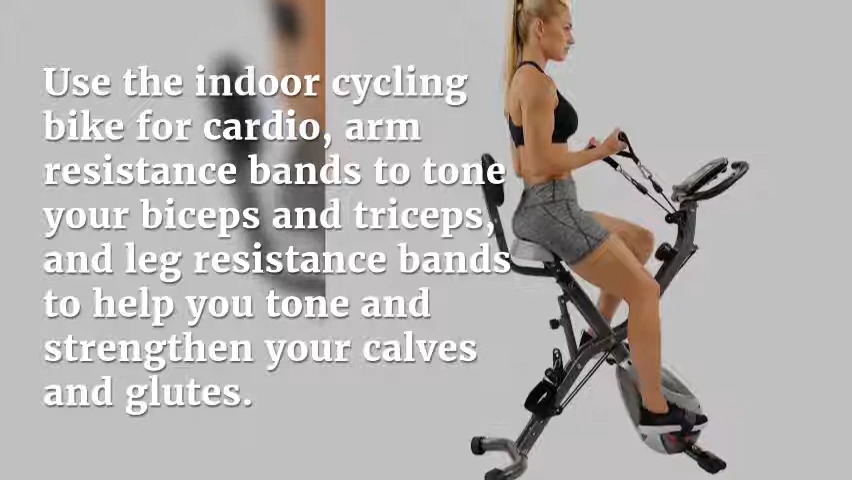 Use the indoor cycling
bike for cardio, arm
resistance bands to tone
your biceps and triceps,
and leg resistance bands
to help you tone and
strengthen your calves
and glutes.